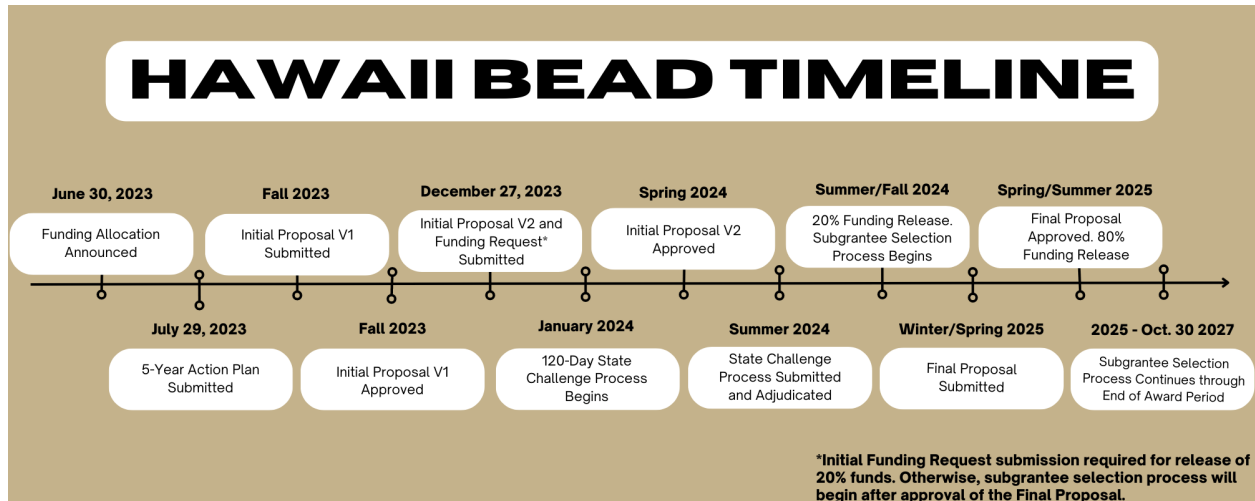 HAWAII BEAD TIMELINE
June 30, 2023
Funding Allocation
Announced
July 29, 2023
5-Year Action Plan
Submitted
Fall 2023
Initial Proposal V1
Submitted
Fall 2023
Initial Proposal V1
Approved
December 27, 2023
Initial Proposal V2 and
Funding Request*
Submitted
January 2024
120-Day State
Challenge Process
Begins
Spring 2024
Initial Proposal V2
Approved
Summer 2024
State Challenge
Process Submitted
and Adjudicated
Summer/Fall 2024
20% Funding Release.
Subgrantee Selection
Process Begins
Winter/Spring 2025
Final Proposal
Submitted
Spring/Summer 2025
Final Proposal
Approved. 80%
Funding Release
2025 - Oct. 30 2027
Subgrantee Selection
Process Continues through
End of Award Period
*Initial Funding Request submission required for release of
20% funds. Otherwise, subgrantee selection process will
begin after approval of the Final Proposal.